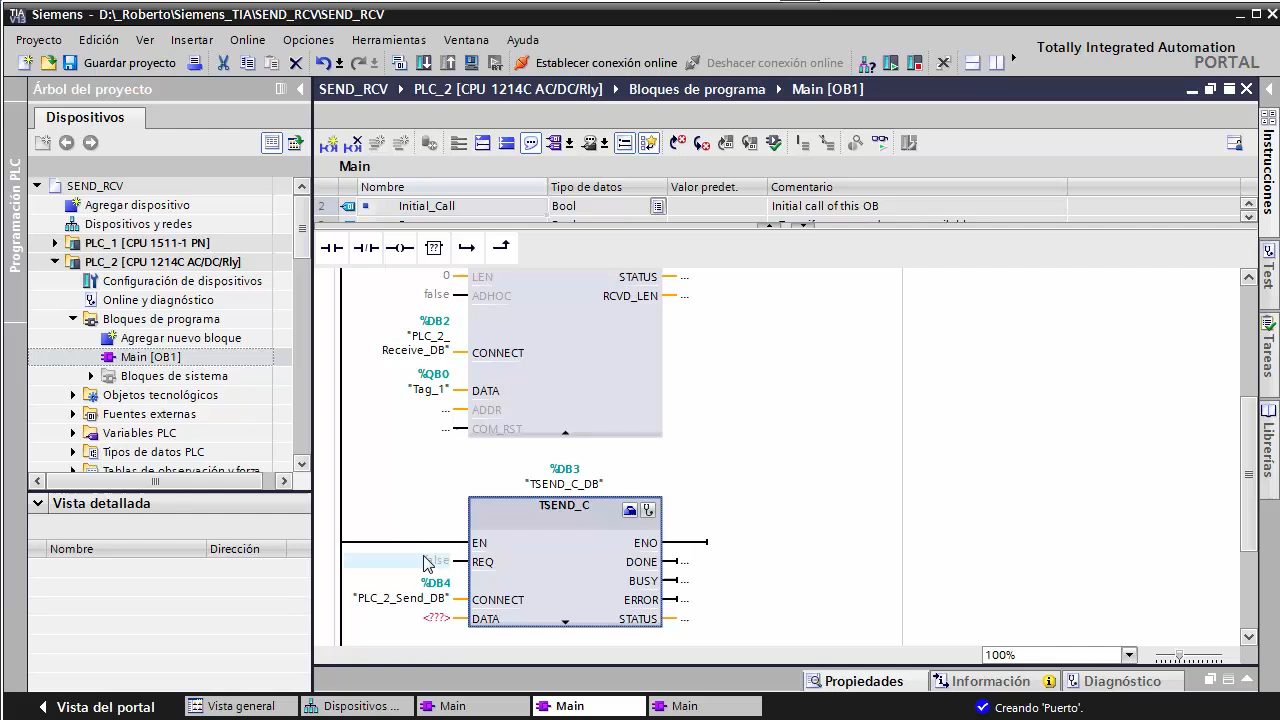 TIA
V13
Siemens - D:\_Roberto\Siemens_TIA\SEND_RCV\SEND_RCV
Proyecto Edición Ver Insertar Online Opciones Herramientas Ventana Ayuda
Totally Integrated Automation
PORTAL
Guardar proyecto
Establecer conexión online
Deshacer conexión online
Árbol del proyecto
SEND_RCV PLC_2 [CPU 1214C AC/DC/Rly] Bloques de programa Main [OB1]
Dispositivos
Programación PLC
SEND_RCV
Agregar dispositivo
Dispositivos y redes
PLC_1 [CPU 1511-1 PN]
PLC_2 [CPU 1214C AC/DC/Rly]
Configuración de dispositivos
Online y diagnóstico
Bloques de programa
Agregar nuevo bloque
Main [OB1]
Bloques de sistema
Objetos tecnológicos
Fuentes externas
Variables PLC
Tipos de datos PLC
Tablas de observación y forza
Vista detallada
Nombre Dirección
Main
Nombre Tipo de datos Valor predet. Comentario
2 Initial_Call Bool Initial call of this OB
??
0 LEN STATUS ...
false ADHOC RCVD_LEN ...
%DB2
"PLC_2_
Receive_DB" CONNECT
%QB0
"Tag_1" DATA
... ADDR
... COM_RST
%DB3
"TSEND_C_DB"
TSEND_C
EN ENO
REQ DONE ...
%DB4
BUSY ...
"PLC_2_Send_DB" CONNECT ERROR ...
<???> DATA STATUS ...
100%
Instrucciones
Test
Tareas
Librerías
Propiedades Información Diagnóstico
Vista del portal
Vista general
Dispositivos ...
Main
Main
Main
Creando 'Puerto'.